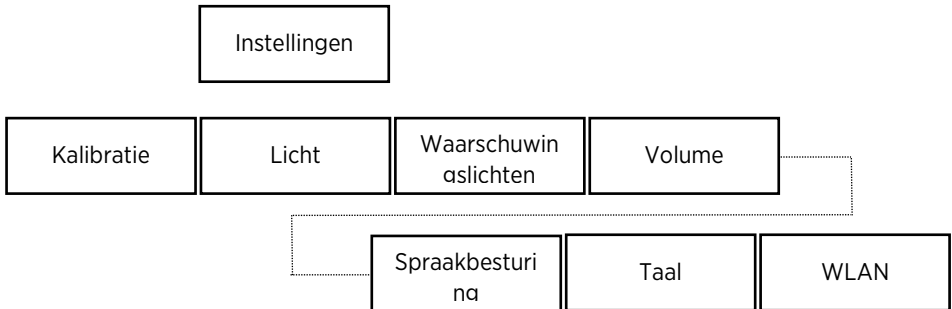 Instellingen
Kalibratie
Licht
Waarschuwin
gslichten
Volume
Spraakbesturi
ng
Taal
WLAN